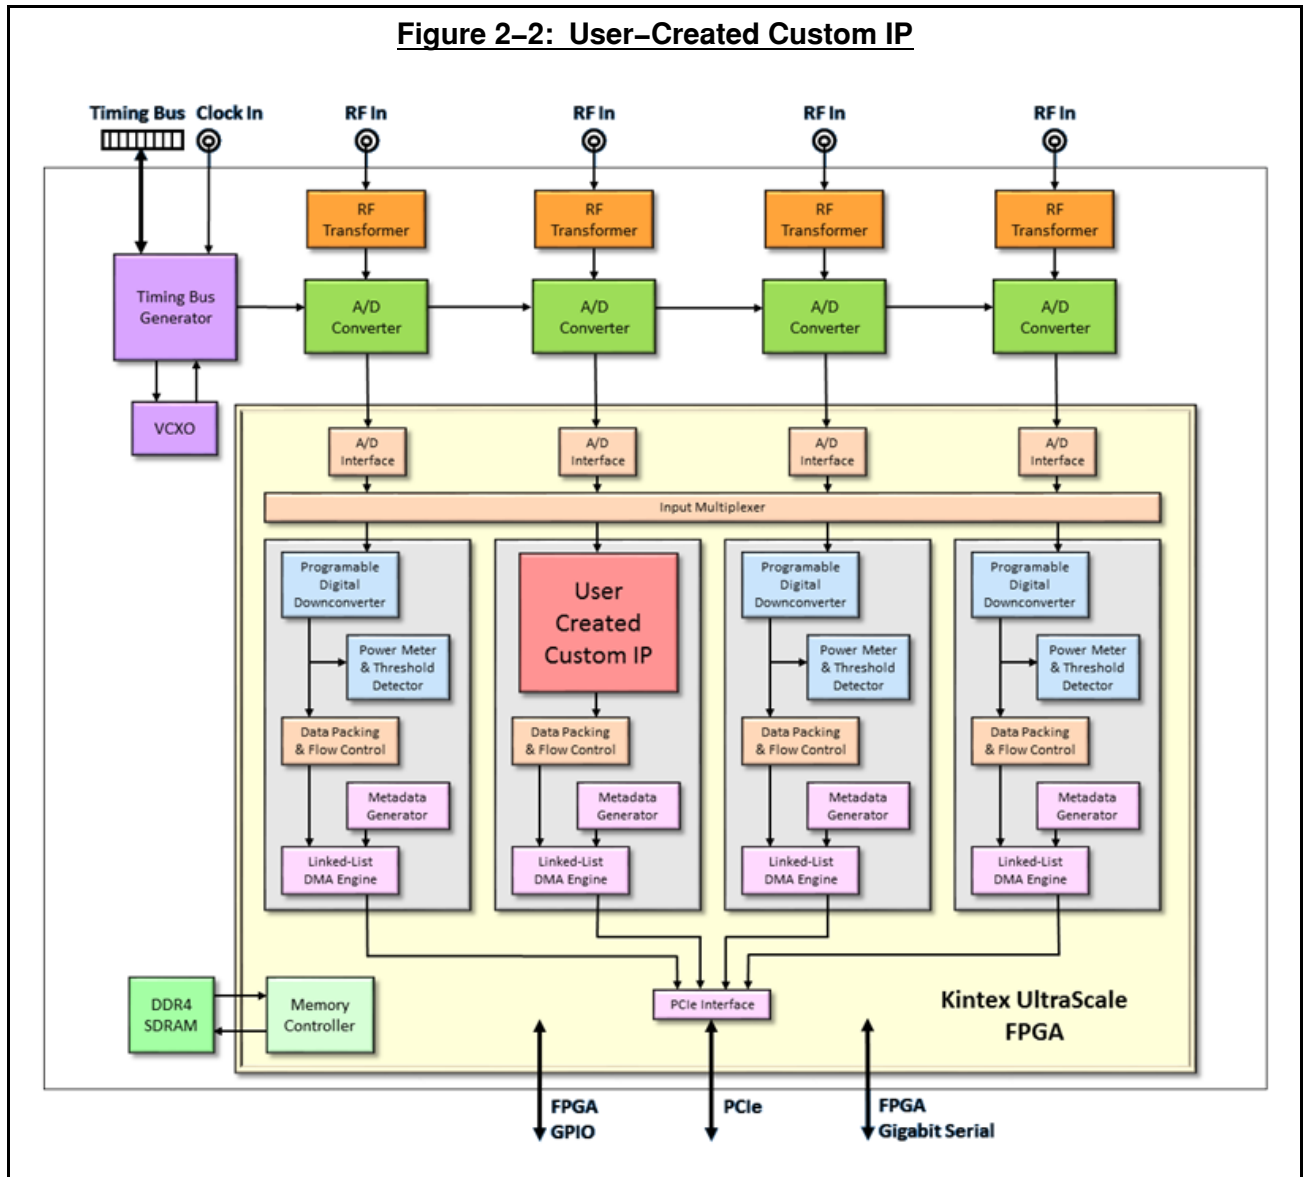 Figure 2–2:  User–Created Custom IP
Timing Bus
Clock In
RF In
RF In
RF In
RF In
RF
Transformer
RF
Transformer
RF
Transformer
RF
Transformer
Timing Bus
Generator
A/D
Converter
A/D
Converter
A/D
Converter
A/D
Converter
VCXO
A/D
Interface
A/D
Interface
A/D
Interface
A/D
Interface
Input Multiplexer
Programable
Digital
Downconverter
Power Meter
& Threshold
Detector
Data Packing
& Flow Control
Metadata
Generator
Linked-List
DMA Engine
User
Created
Custom IP
Data Packing
& Flow Control
Metadata
Generator
Linked-List
DMA Engine
Programable
Digital
Downconverter
Power Meter
& Threshold
Detector
Data Packing
& Flow Control
Metadata
Generator
Linked-List
DMA Engine
Programable
Digital
Downconverter
Power Meter
& Threshold
Detector
Data Packing
& Flow Control
Metadata
Generator
Linked-List
DMA Engine
DDR4
SDRAM
Memory
Controller
PCIe Interface
Kintex UltraScale
FPGA
FPGA
GPIO
PCIe
FPGA
Gigabit Serial